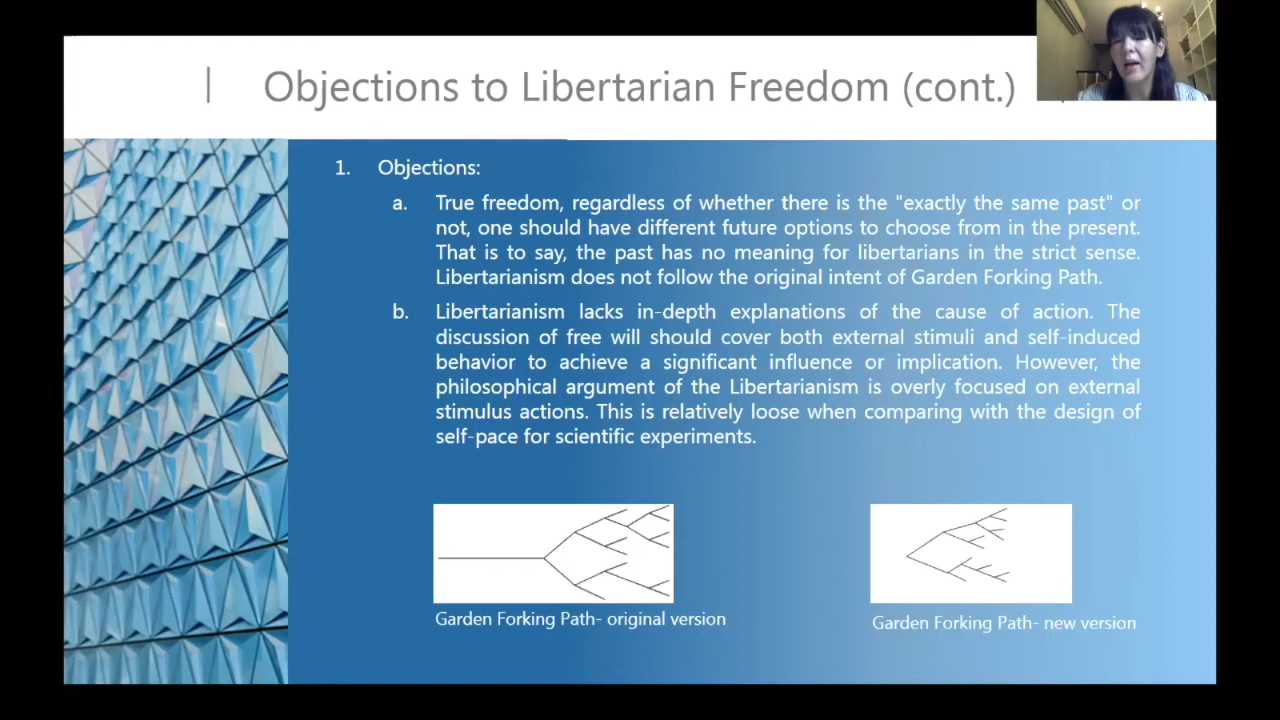 Objections to Libertarian Freedom (cont.)
1. Objections:
a. True freedom, regardless of whether there is the "exactly the same past" or
not, one should have different future options to choose from in the present.
That is to say, the past has no meaning for libertarians in the strict sense.
Libertarianism does not follow the original intent of Garden Forking Path.
b. Libertarianism lacks in-depth explanations of the cause of action. The
discussion of free will should cover both external stimuli and self-induced
behavior to achieve a significant influence or implication. However, the
philosophical argument of the Libertarianism is overly focused on external
stimulus actions. This is relatively loose when comparing with the design of
self-pace for scientific experiments.
Garden Forking Path- original version
Garden Forking Path- new version